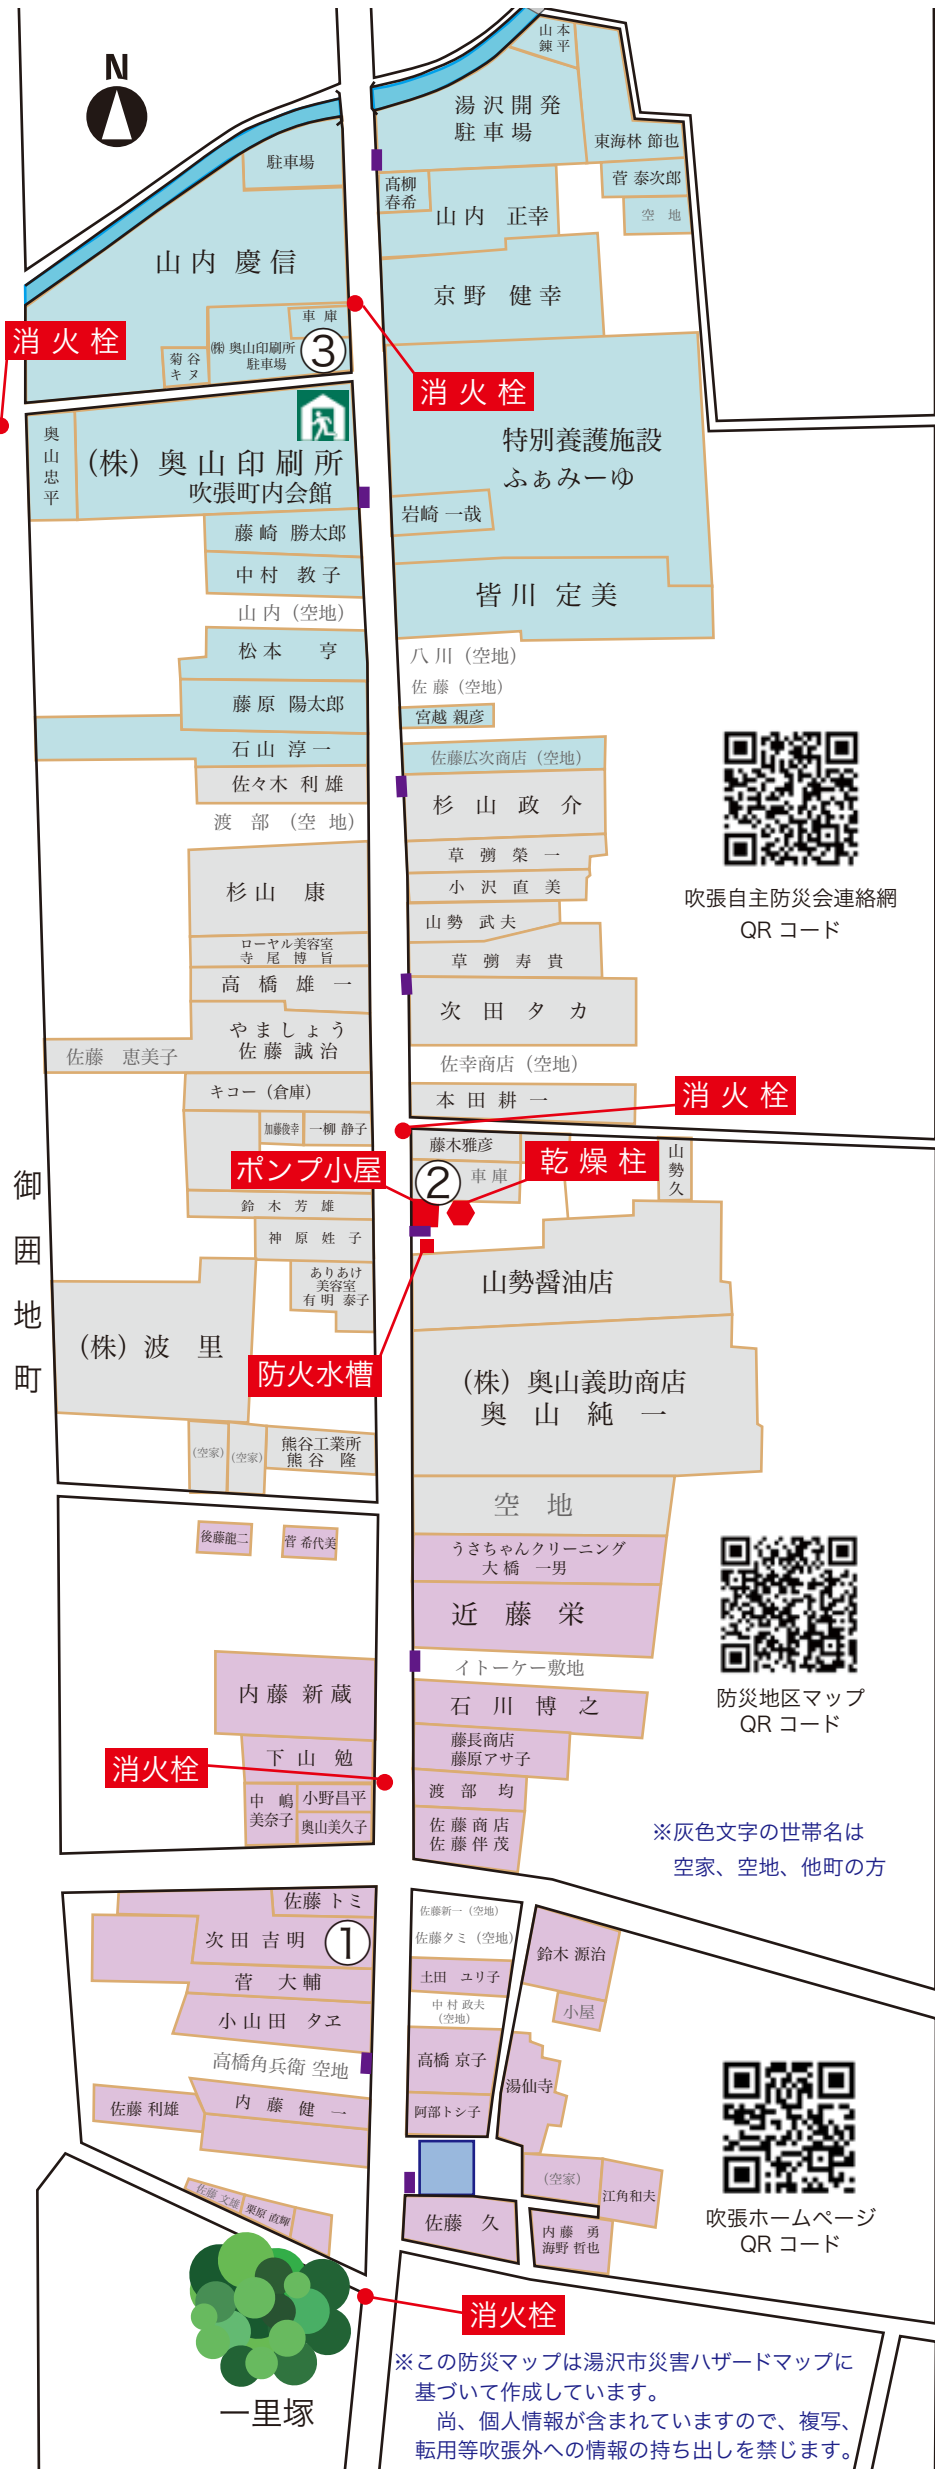 N
山本
錬平
湯沢開発
駐車場
東海林 節也
駐車場
高柳
春希
菅 泰次郎
山内 正幸
空 地
山内 慶信
京野 健幸
車 庫
消火栓
㈱ 奥山印刷所
駐車場
③
菊谷
キヌ
消火栓
奥山忠平
(株) 奥山印刷所
吹張町内会館
特別養護施設
ふぁみーゆ
岩崎 一哉
藤崎 勝太郎
中村 教子
皆川 定美
山内 (空地)
松本 亨
八川 (空地)
佐藤 (空地)
藤原 陽太郎
宮越 親彦
石山 淳一
佐藤広次商店 (空地)
佐々木 利雄
杉山政介
渡部 (空地)
草彅榮一
小沢直美
杉山 康
吹張自主防災会連絡網
QR コード
山勢 武夫
ローヤル美容室
寺尾博旨
草彅寿貴
高橋雄一
次田タカ
やましょう
佐藤誠治
佐藤 恵美子
佐幸商店 (空地)
キコー (倉庫)
本田耕一
消火栓
加藤俊幸
一柳 静子
藤木雅彦
山勢久
ポンプ小屋
②
車庫
乾燥柱
御囲地町
鈴木芳雄
神原姓子
ありあけ
美容室
有明 泰子
山勢醤油店
(株) 波 里
防火水槽
(株) 奥山義助商店
奥山純一
(空家)
(空家)
熊谷工業所
熊谷 隆
空 地
後藤龍二
菅 希代美
うさちゃんクリーニング
大橋 一男
近藤栄
イトーケー敷地
内藤 新蔵
石川博之
防災地区マップ
QR コード
下山 勉
藤長商店
藤原アサ子
消火栓
中嶋
美奈子
小野昌平
奥山美久子
渡部 均
佐藤商店
佐藤伴茂
※灰色文字の世帯名は
空家、空地、他町の方
佐藤 トミ
佐藤新一 (空地)
次田 吉明
①
佐藤タミ (空地)
鈴木 源治
菅 大輔
土田 ユリ子
小山田 タヱ
中村 政夫
(空地)
小屋
高橋角兵衛 空地
高橋 京子
湯仙寺
佐藤 利雄
内藤健一
阿部トシ子
(空家)
江角和夫
佐藤 文雄
栗原 直輝
佐藤 久
内藤 勇
海野 哲也
吹張ホームページ
QR コード
消火栓
一里塚
※この防災マップは湯沢市災害ハザードマップに
基づいて作成しています。
尚、個人情報が含まれていますので、複写、
転用等吹張外への情報の持ち出しを禁じます。